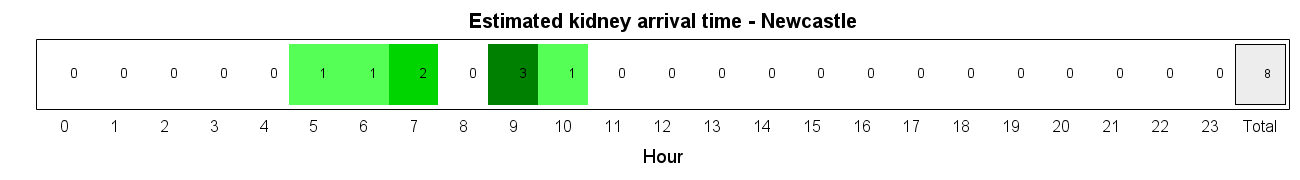 Estimated kidney arrival time - Newcastle
0 0 0 0 0 1 1 2 0 3 1 0 0 0 0 0 0 0 0 0 0 0 0 0 8
0 1 2 3 4 5 6 7 8 9 10 11 12 13 14 15 16 17 18 19 20 21 22 23 Total
Hour